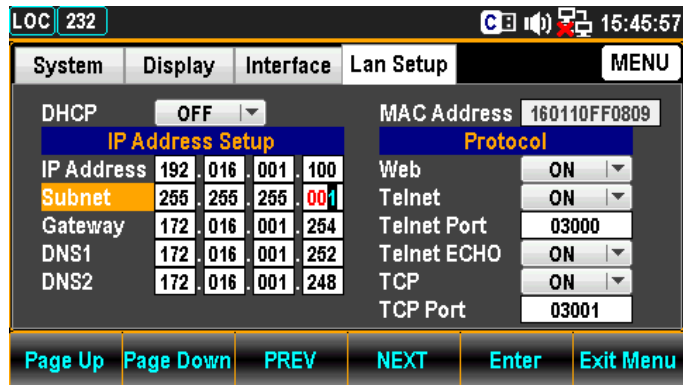 LOC 232 C 15:45:57
System Display Interface Lan Setup MENU
DHCP OFF MAC Address 160110FF0809
IP Address Setup Protocol
IP Address 192.016.001.100 Web ON
Subnet 255.255.255.001 Telnet ON
Gateway 172.016.001.254 Telnet Port 03000
DNS1 172.016.001.252 Telnet ECHO ON
DNS2 172.016.001.248 TCP ON
TCP Port 03001
Page Up Page Down PREV NEXT Enter Exit Menu